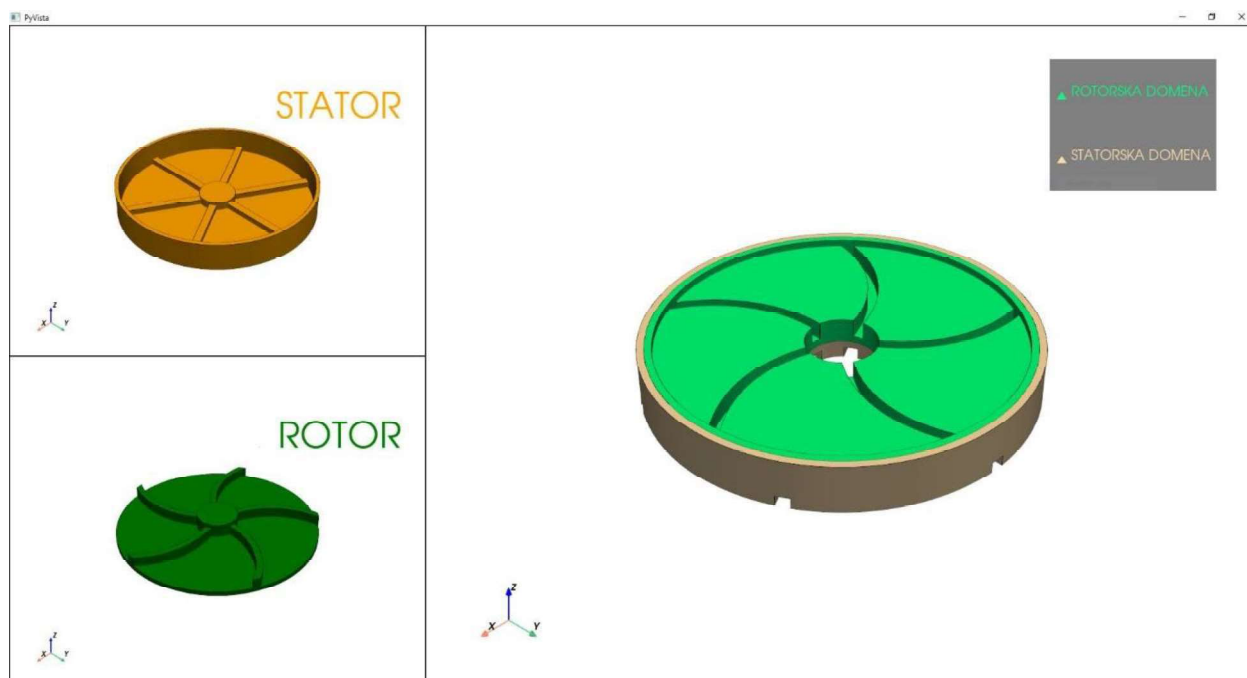 PyVista
STATOR
Z
X
Y
ROTOR
Z
X
Y
ROTORSKA DOMENA
STATORSKA DOMENA
Z
X
Y